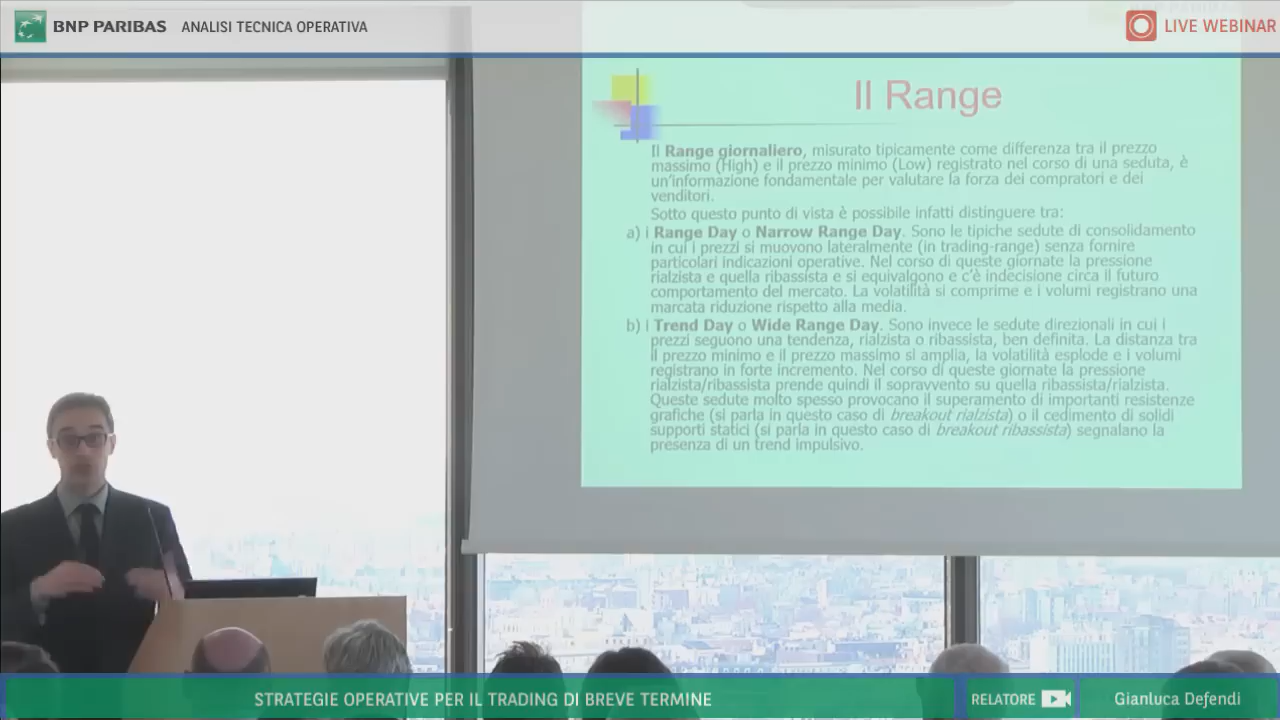 BNP PARIBAS ANALISI TECNICA OPERATIVA
LIVE WEBINAR
Il Range
Il Range giornaliero, misurato tipicamente come differenza tra il prezzo
massimo (High) e il prezzo minimo (Low) registrato nel corso di una seduta, è
un'informazione fondamentale per valutare la forza dei compratori e dei
venditori.
Sotto questo punto di vista è possibile infatti distinguere tra:
a) i Range Day o Narrow Range Day. Sono le tipiche sedute di consolidamento
in cui i prezzi si muovono lateralmente (in trading-range) senza fornire
particolari indicazioni operative. Nel corso di queste giornate la pressione
rialzista e quella ribassista e si equivalgono e c'è indecisione circa il futuro
comportamento del mercato. La volatilità si comprime e i volumi registrano una
marcata riduzione rispetto alla media.
b) i Trend Day o Wide Range Day. Sono invece le sedute direzionali in cui i
prezzi seguono una tendenza, rialzista o ribassista, ben definita. La distanza tra
il prezzo minimo e il prezzo massimo si amplia, la volatilità esplode e i volumi
registrano in forte incremento. Nel corso di queste giornate la pressione
rialzista/ribassista prende quindi il sopravvento su quella ribassista/rialzista.
Queste sedute molto spesso provocano il superamento di importanti resistenze
grafiche (si parla in questo caso di breakout rialzista) o il cedimento di solidi
supporti statici (si parla in questo caso di breakout ribassista) segnalano la
presenza di un trend impulsivo.
STRATEGIE OPERATIVE PER IL TRADING DI BREVE TERMINE
RELATORE
Gianluca Defendi